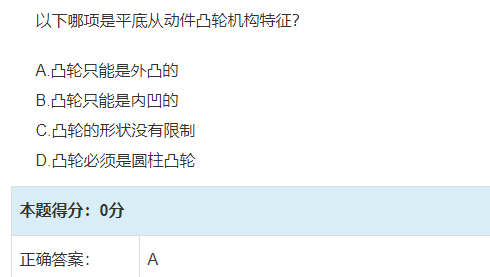 以下哪项是平底从动件凸轮机构特征?
A.凸轮只能是外凸的
B.凸轮只能是内凹的
C.凸轮的形状没有限制
D.凸轮必须是圆柱凸轮
本题得分：0分
正确答案： A